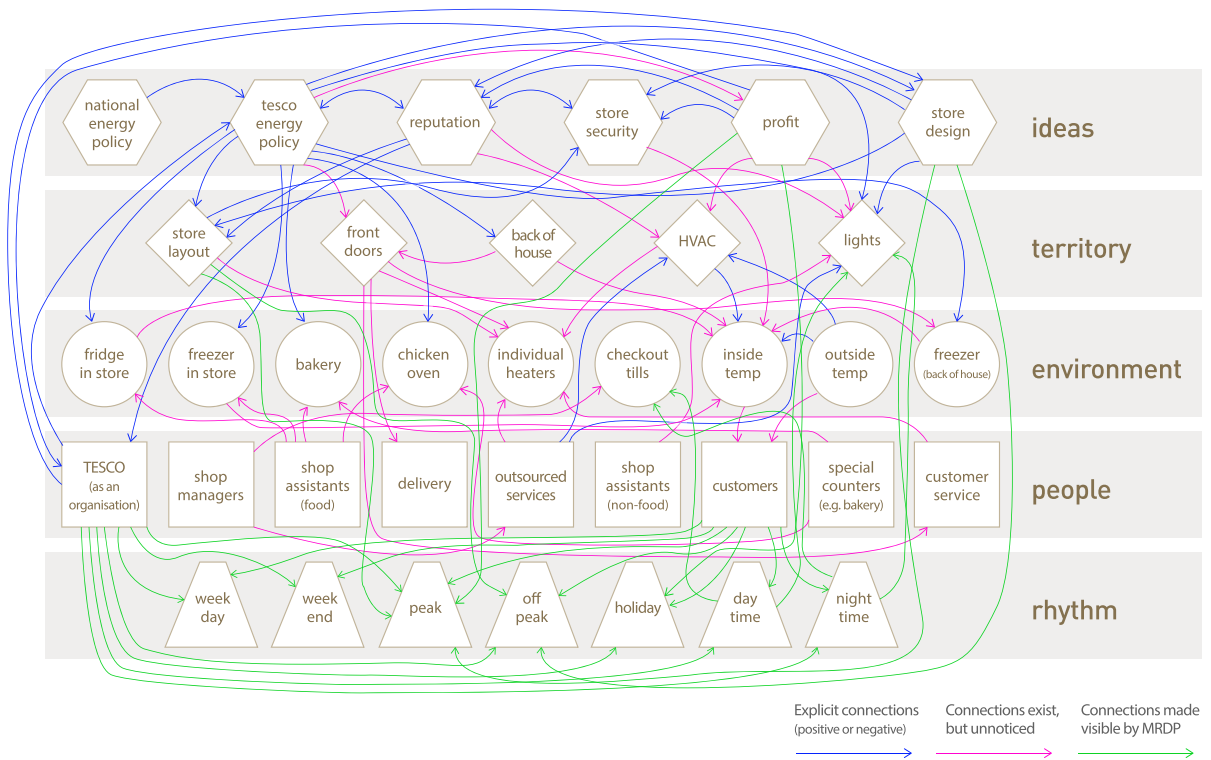 national
energy
policy
tesco
energy
policy
reputation
store
security
profit
store
design
ideas
store
layout
front
doors
back of
house
HVAC
lights
territory
fridge
in store
freezer
in store
bakery
chicken
oven
individual
heaters
checkout
tills
inside
temp
outside
temp
freezer
(back of house)
environment
TESCO
(as an
organisation)
shop
managers
shop
assistants
(food)
delivery
outsourced
services
shop
assistants
(non-food)
customers
special
counters
(e.g. bakery)
customer
service
people
week
day
week
end
peak
off
peak
holiday
day
time
night
time
rhythm
Explicit connections
(positive or negative)
Connections exist,
but unnoticed
Connections made
visible by MRDP